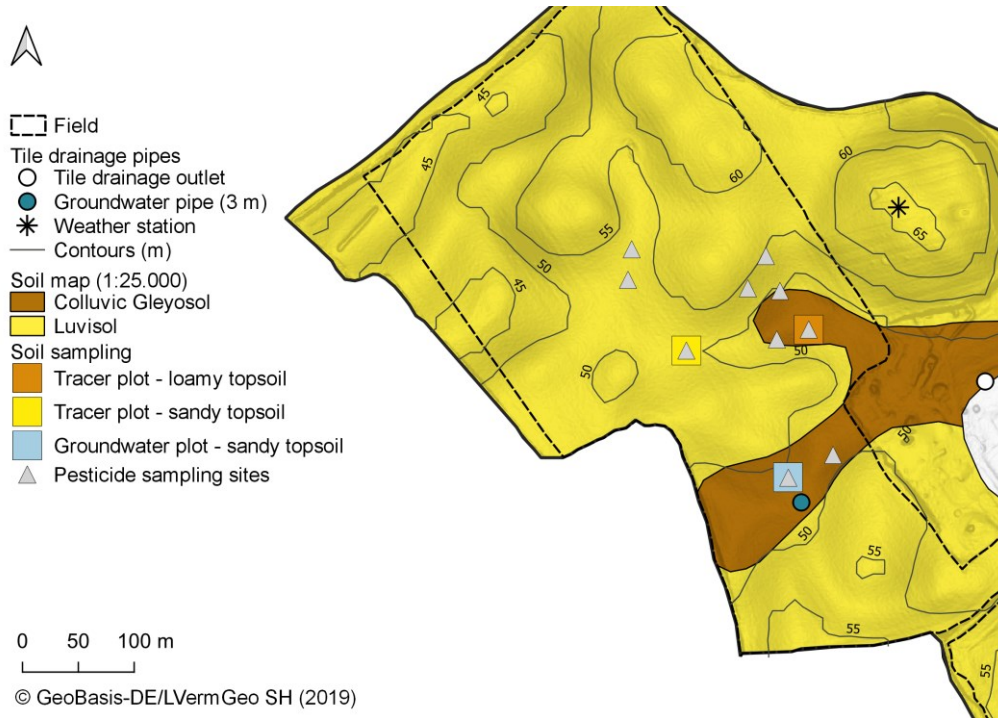 Field
Tile drainage pipes
Tile drainage outlet
Groundwater pipe (3 m)
Weather station
Contours (m)
Soil map (1:25.000)
Colluvic Gleyosol
Luvisol
Soil sampling
Tracer plot - loamy topsoil
Tracer plot - sandy topsoil
Groundwater plot - sandy topsoil
Pesticide sampling sites
0 50 100 m
© GeoBasis-DE/LVermGeo SH (2019)
45
45
60
60
65
55
50
45
50
50
50
55
55
55